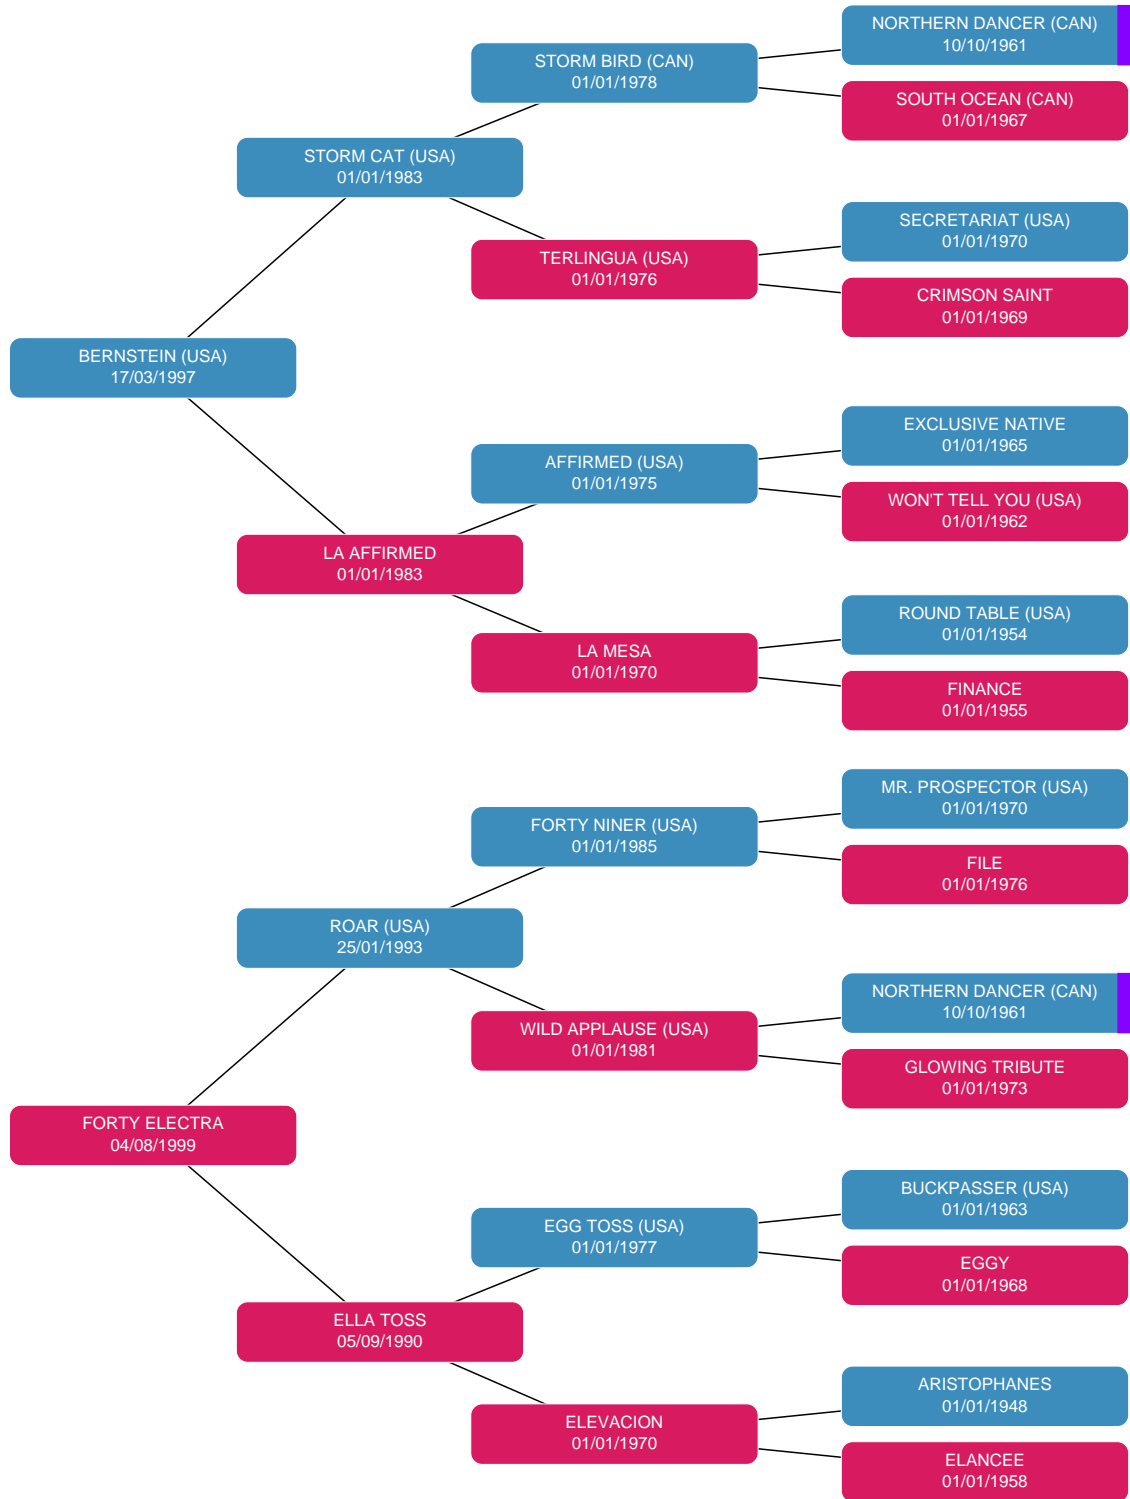 NORTHERN DANCER (CAN)
10/10/1961
STORM BIRD (CAN)
01/01/1978
SOUTH OCEAN (CAN)
01/01/1967
STORM CAT (USA)
01/01/1983
SECRETARIAT (USA)
01/01/1970
TERLINGUA (USA)
01/01/1976
CRIMSON SAINT
01/01/1969
BERNSTEIN (USA)
17/03/1997
EXCLUSIVE NATIVE
01/01/1965
AFFIRMED (USA)
01/01/1975
WON'T TELL YOU (USA)
01/01/1962
LA AFFIRMED
01/01/1983
ROUND TABLE (USA)
01/01/1954
LA MESA
01/01/1970
FINANCE
01/01/1955
MR. PROSPECTOR (USA)
01/01/1970
FORTY NINER (USA)
01/01/1985
FILE
01/01/1976
ROAR (USA)
25/01/1993
NORTHERN DANCER (CAN)
10/10/1961
WILD APPLAUSE (USA)
01/01/1981
GLOWING TRIBUTE
01/01/1973
FORTY ELECTRA
04/08/1999
BUCKPASSER (USA)
01/01/1963
EGG TOSS (USA)
01/01/1977
EGGY
01/01/1968
ELLA TOSS
05/09/1990
ARISTOPHANES
01/01/1948
ELEVACION
01/01/1970
ELANCEE
01/01/1958